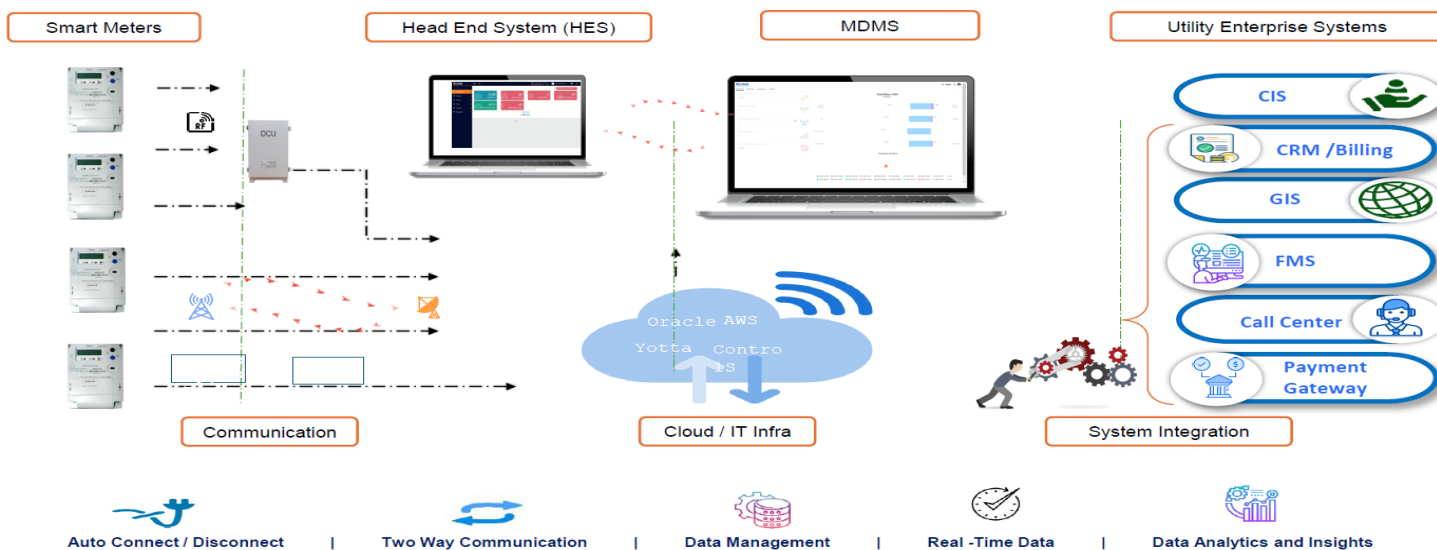 Smart Meters
Head End System (HES)
MDMS
Utility Enterprise Systems
CIS
RF
DCU
CRM /Billing
GIS
FMS
Oracle AWS
Yotta Contro
lS
Call Center
Payment
Gateway
Communication
Cloud / IT Infra
System Integration
Auto Connect / Disconnect | Two Way Communication | Data Management | Real -Time Data | Data Analytics and Insights